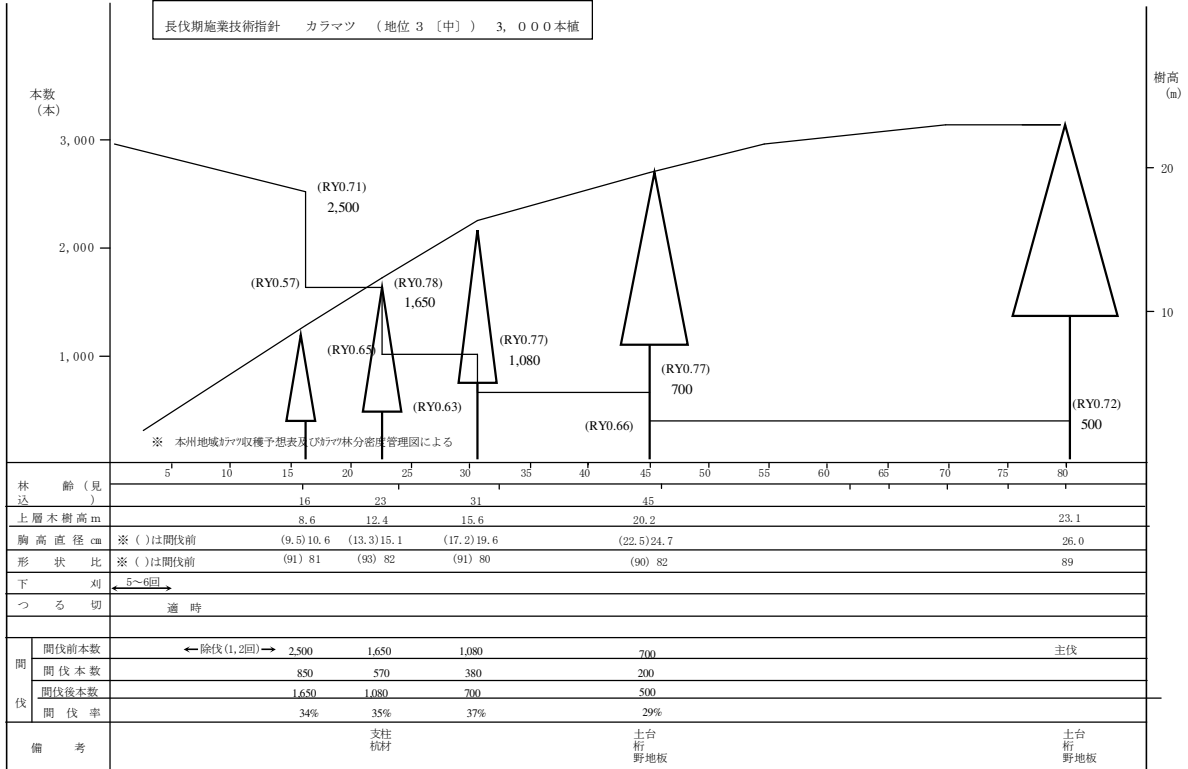 長伐期施業技術指針　　カラマツ　（地位３〔中〕）　３，０００本植
本数
（本）
樹高
(m)
3,000
2,000
1,000
20
10
(RY0.71)
2,500
(RY0.57)
(RY0.78)
1,650
(RY0.65)
(RY0.77)
1,080
(RY0.63)
(RY0.77)
700
(RY0.66)
(RY0.72)
500
※　本州地域ｶﾗﾏﾂ収穫予想表及びｶﾗﾏﾂ林分密度管理図による
5 10 15 20 25 30 35 40 45 55 60 65 70 75 80
林　　齢（見込　　） 16 23 31 45
上層木樹高ｍ 8.6 12.4 15.6 20.2 23.1
胸高直径㎝ ※（ ）は間伐前 (9.5)10.6 (13.3)15.1 (17.2)19.6 (22.5)24.7 26.0
形　状　比 ※（ ）は間伐前 (91) 81 (93) 82 (91) 80 (90) 82 89
下　　　刈 5～6回
つ　る　切 適　時
間伐
間伐前本数 除伐(1,2回) 2,500 1,650 1,080 700 主伐
間伐本数 850 570 380 200
間伐後本数 1,650 1,080 700 500
間　伐　率 34% 35% 37% 29%
備　　考
支柱
杭材
土台
桁
野地板
土台
桁
野地板